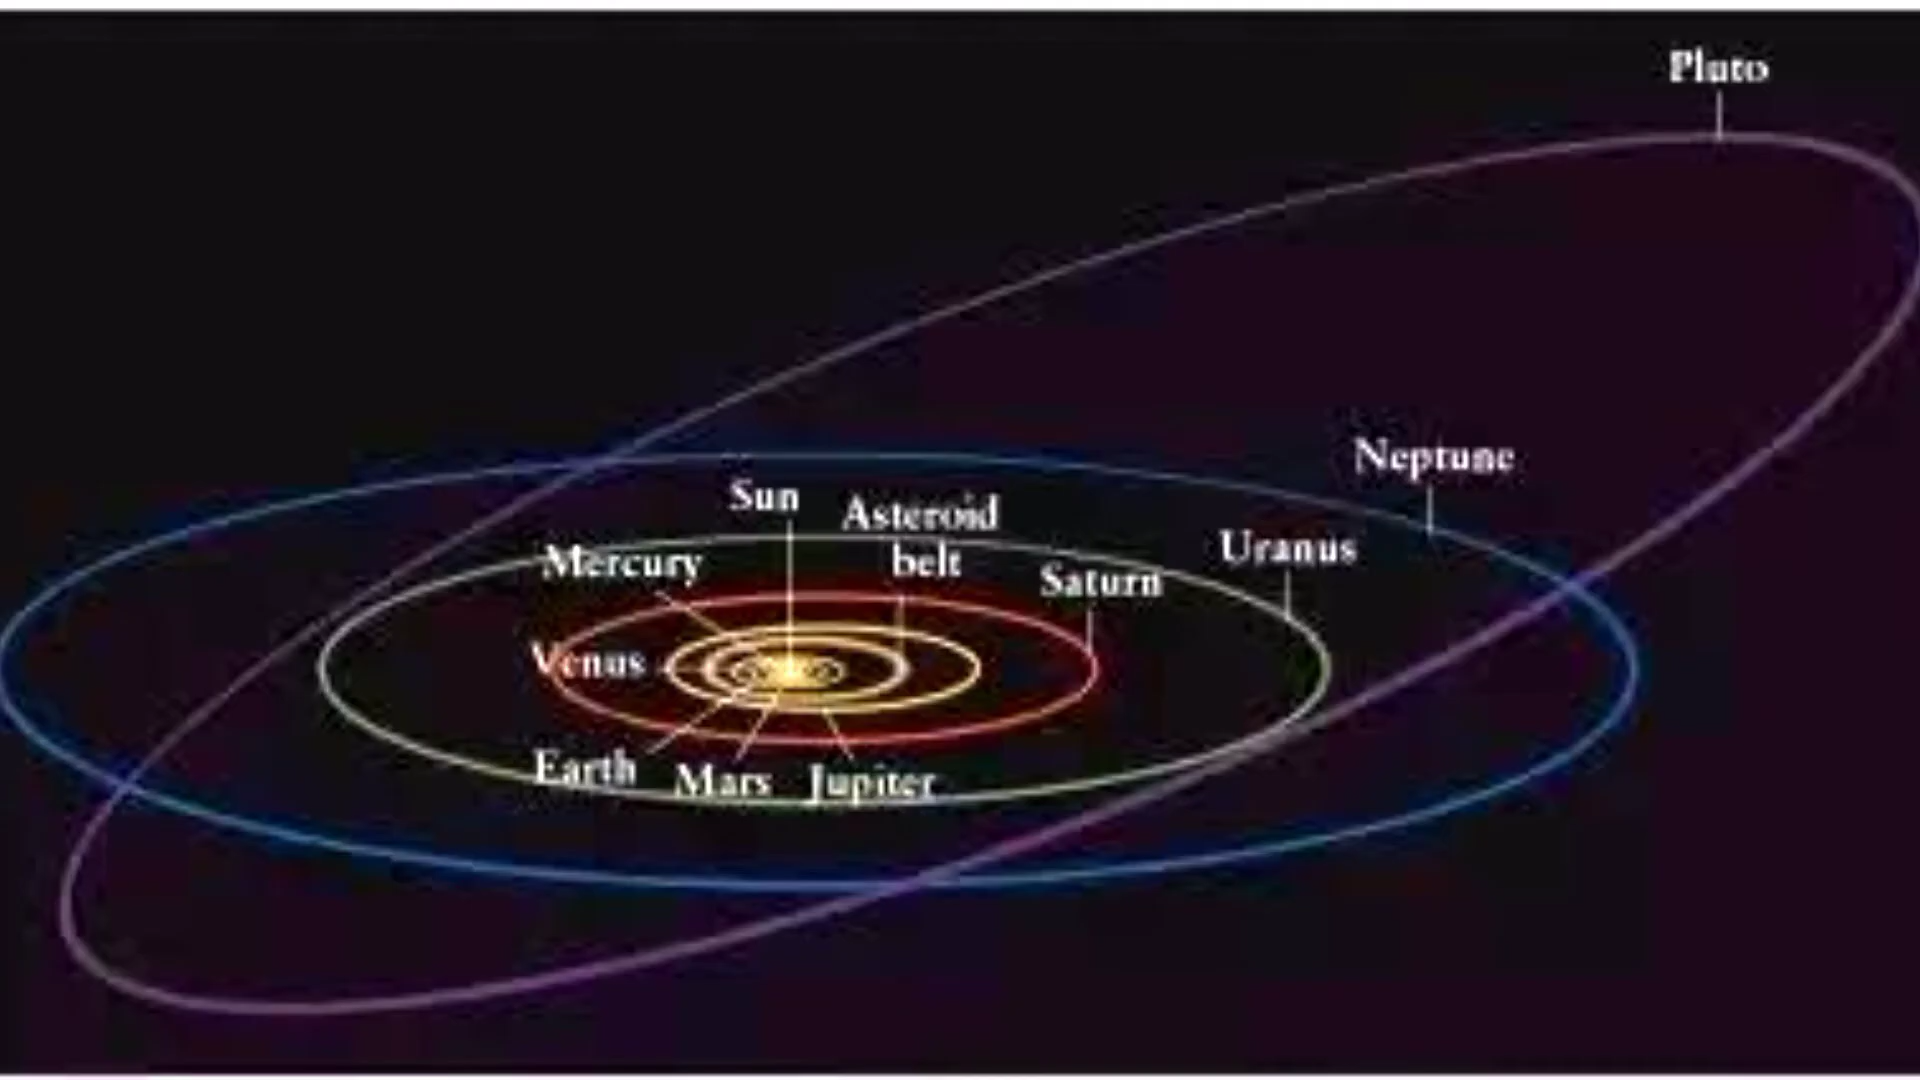 Pluto
Neptune
Sun
Asteroid
belt
Uranus
Mercury
Saturn
Venus
Earth
Mars
Jupiter